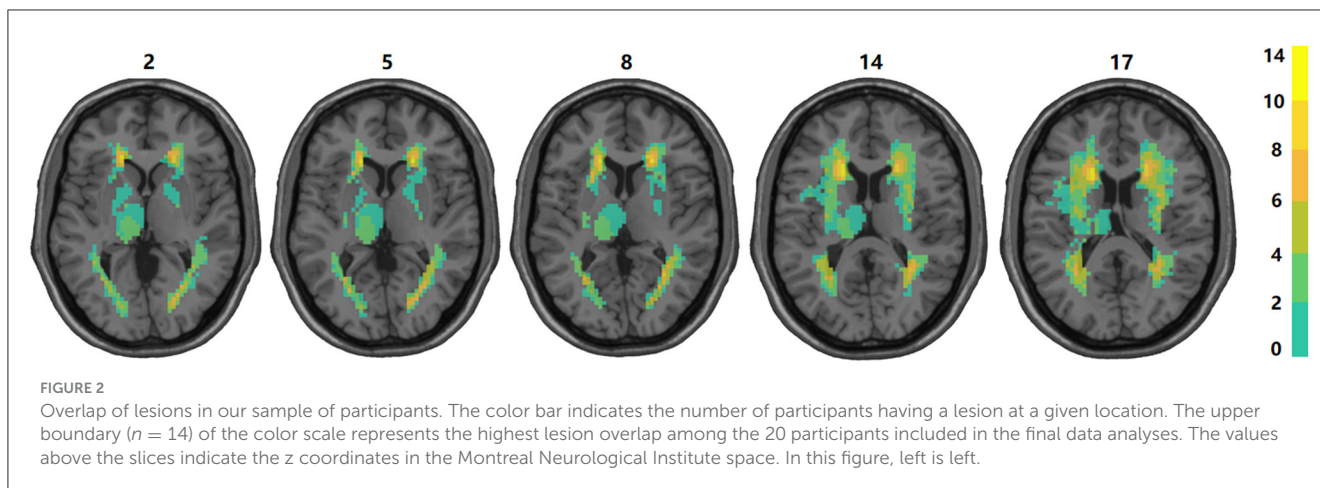 2 5 8 14 17
14
10
8
6
4
2
0
FIGURE 2
Overlap of lesions in our sample of participants. The color bar indicates the number of participants having a lesion at a given location. The upper
boundary (n = 14) of the color scale represents the highest lesion overlap among the 20 participants included in the final data analyses. The values
above the slices indicate the z coordinates in the Montreal Neurological Institute space. In this figure, left is left.